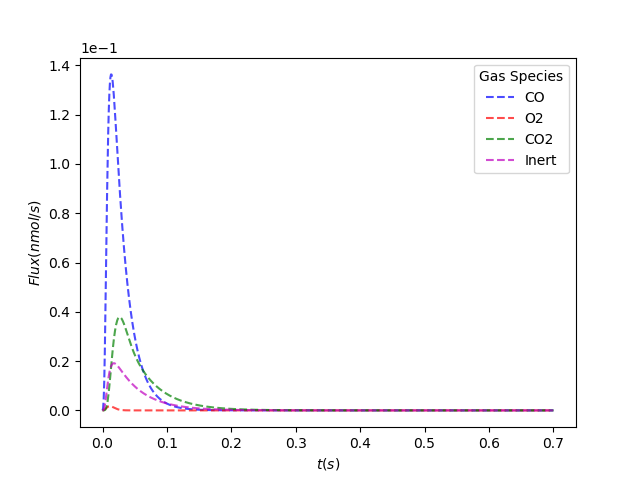 1e−1
1.4
1.2
1.0
0.8
0.6
0.4
0.2
0.0
Flux(nmol/s)
0.0 0.1 0.2 0.3 0.4 0.5 0.6 0.7
t(s)
Gas Species
CO
O2
CO2
Inert